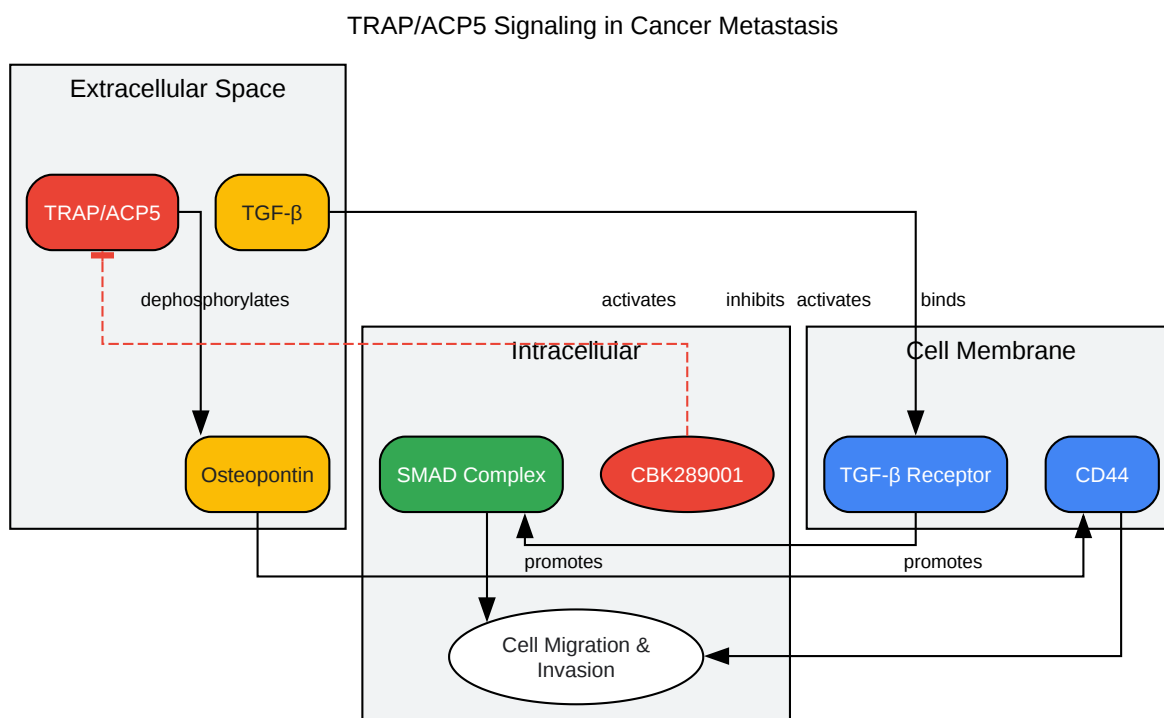 TRAP/ACP5 Signaling in Cancer Metastasis
Extracellular Space
TRAP/ACP5
TGF-β
dephosphorylates
activates
inhibits
activates
binds
Intracellular
Cell Membrane
Osteopontin
SMAD Complex
CBK289001
TGF-β Receptor
CD44
promotes
promotes
Cell Migration &
Invasion